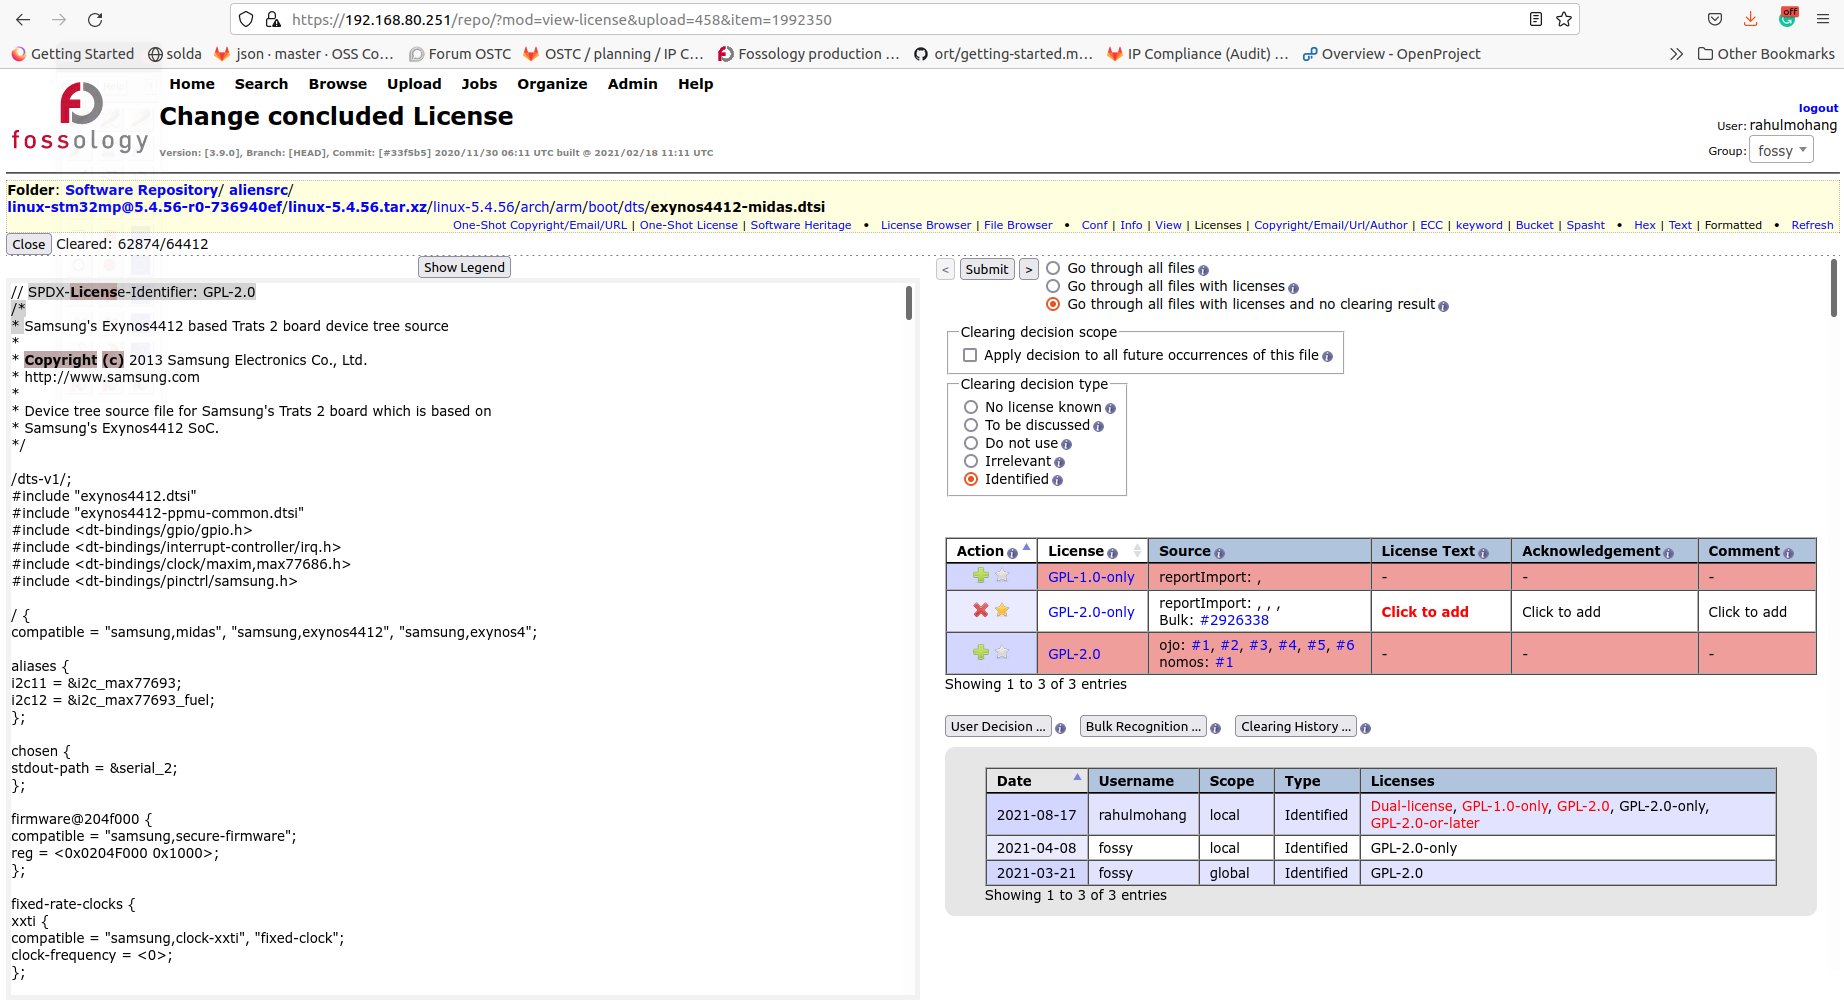 https://192.168.80.251/repo/?mod=view-license&upload=458&item=1992350
off
Getting Started
solda
json · master · OSS Co…
Forum OSTC
OSTC / planning / IP C…
Fossology production …
ort/getting-started.m…
IP Compliance (Audit) …
Overview - OpenProject
Other Bookmarks
Home Search Browse Upload Jobs Organize Admin Help
fossology
Change concluded License
Version: [3.9.0], Branch: [HEAD], Commit: [#33f5b5] 2020/11/30 06:11 UTC built @ 2021/02/18 11:11 UTC
logout
User: rahulmohang
Group: fossy
Folder: Software Repository/ aliensrc/
linux-stm32mp@5.4.56-r0-736940ef/linux-5.4.56.tar.xz/linux-5.4.56/arch/arm/boot/dts/exynos4412-midas.dtsi
One-Shot Copyright/Email/URL | One-Shot License | Software Heritage • License Browser | File Browser • Conf | Info | View | Licenses | Copyright/Email/Url/Author | ECC | keyword | Bucket | Spasht • Hex | Text | Formatted • Refresh
Close Cleared: 62874/64412
Show Legend
// SPDX-License-Identifier: GPL-2.0
/*
* Samsung's Exynos4412 based Trats 2 board device tree source
*
* Copyright (c) 2013 Samsung Electronics Co., Ltd.
* http://www.samsung.com
*
* Device tree source file for Samsung's Trats 2 board which is based on
* Samsung's Exynos4412 SoC.
*/
/dts-v1/;
#include "exynos4412.dtsi"
#include "exynos4412-ppmu-common.dtsi"
#include <dt-bindings/gpio/gpio.h>
#include <dt-bindings/interrupt-controller/irq.h>
#include <dt-bindings/clock/maxim,max77686.h>
#include <dt-bindings/pinctrl/samsung.h>
/ {
compatible = "samsung,midas", "samsung,exynos4412", "samsung,exynos4";
aliases {
i2c11 = &i2c_max77693;
i2c12 = &i2c_max77693_fuel;
};
chosen {
stdout-path = &serial_2;
};
firmware@204f000 {
compatible = "samsung,secure-firmware";
reg = <0x0204F000 0x1000>;
};
fixed-rate-clocks {
xxti {
compatible = "samsung,clock-xxti", "fixed-clock";
clock-frequency = <0>;
};
< Submit >
Go through all files
Go through all files with licenses
Go through all files with licenses and no clearing result
Clearing decision scope
Apply decision to all future occurrences of this file
Clearing decision type
No license known
To be discussed
Do not use
Irrelevant
Identified
Action License Source License Text Acknowledgement Comment
GPL-1.0-only reportImport: , - - -
GPL-2.0-only reportImport: , , , Click to add Click to add Click to add
Bulk: #2926338
GPL-2.0 ojo: #1, #2, #3, #4, #5, #6 - - -
nomos: #1
Showing 1 to 3 of 3 entries
User Decision ... Bulk Recognition ... Clearing History ...
Date Username Scope Type Licenses
2021-08-17 rahulmohang local Identified Dual-license, GPL-1.0-only, GPL-2.0, GPL-2.0-only,
GPL-2.0-or-later
2021-04-08 fossy local Identified GPL-2.0-only
2021-03-21 fossy global Identified GPL-2.0
Showing 1 to 3 of 3 entries